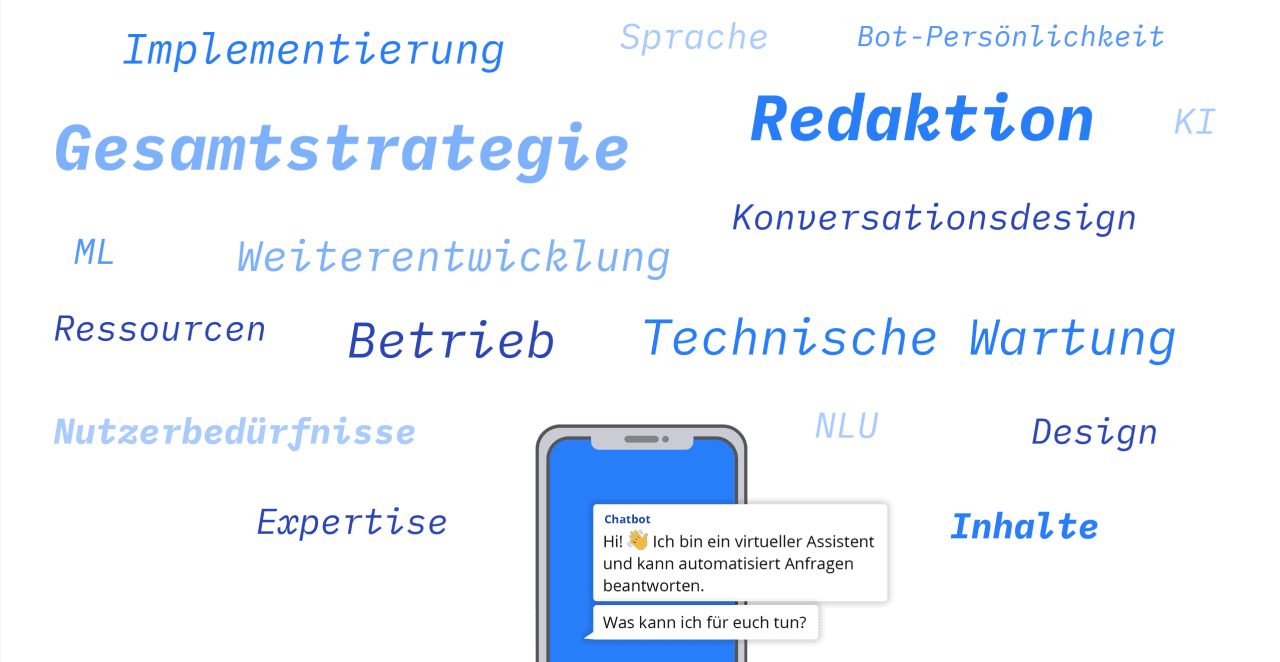 Implementierung
Sprache
Bot-Persönlichkeit
Gesamtstrategie
Redaktion
KI
Konversationsdesign
ML
Weiterentwicklung
Ressourcen
Betrieb
Technische Wartung
Nutzerbedürfnisse
NLU
Design
Expertise
Inhalte
Chatbot
Hi! 👋 Ich bin ein virtueller Assistent
und kann automatisiert Anfragen
beantworten.
Was kann ich für euch tun?